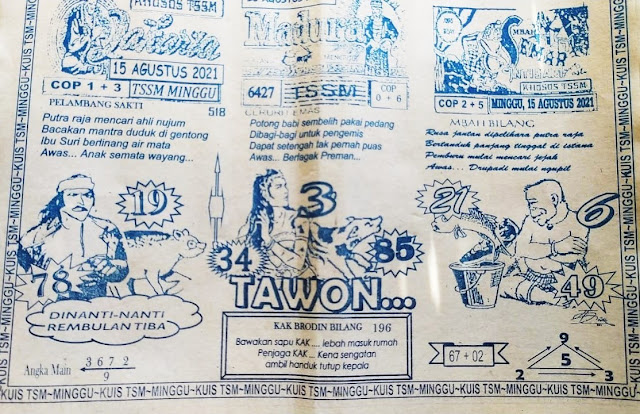 KHUSUS TSSM
15 AGUSTUS 2021
COP 1 + 3
TSSM MINGGU
PELAMBANG SAKTI
5IB
Putra raja mencari ahli nujum
Bacakan mantra duduk di gentong
Ibu Suri berlinang air mata
Awas... Anak semata wayang...
19
78
DINANTI-NANTI
REMBULAN TIBA
Angka Main
3 6 7 2
9
15 AGUSTUS 2021
Madura
6427
TSSM
COP
0 + 6
Potong babi sembelih pakai pedang
Dibagi-bagi untuk pengemis
Dapat setengah tak pernah puas
Awas... Berlagak Preman...
3
34
85
TAWON...
KAK BRODIN BILANG 196
Bawakan sapu KAK .... lebah masuk rumah
Penjaga KAK... Kena sengatan
ambil handuk tutup kepala
MBAH
KHUSUS TSSM
COP 2 + 5
MINGGU, 15 AGUSTUS 2021
MBAH BILANG
Rusa jantan dipelihara putra raja
Bertanduk panjang tinggal di istana
Pemburu mulai mencari jejak
Awas... Drupadi mulai ngupil
21
6
49
67 + 02
9
5
2 3
KUIS TSM~MINGGU~KUIS TSM~MINGGU~KUIS TSM~MINGGU~KUIS TSM~MINGGU~KUIS